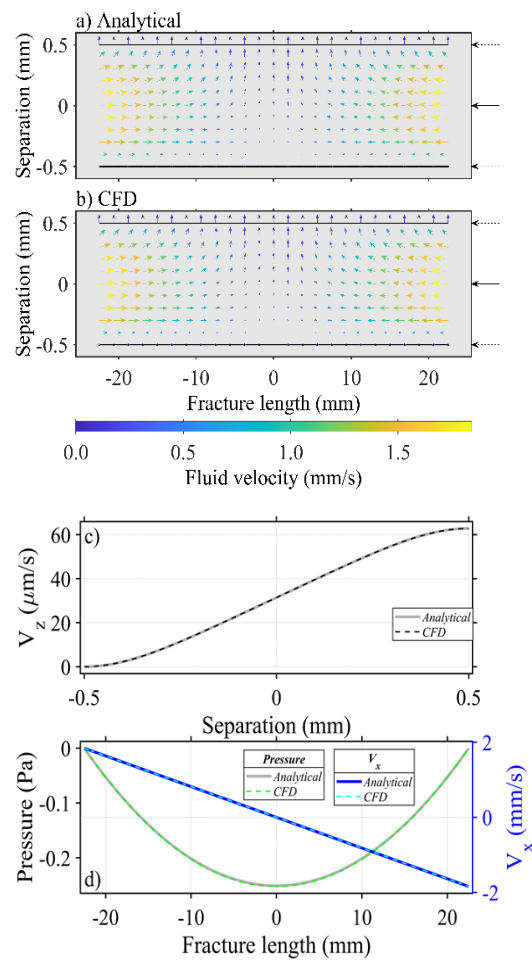 a) Analytical
0.5
0
-0.5
Separation (mm)
b) CFD
0.5
0
-0.5
Separation (mm)
-20 -10 0 10 20
Fracture length (mm)
0.0 0.5 1.0 1.5
Fluid velocity (mm/s)
c)
60
40
20
0
V_z (μm/s)
Analytical
CFD
-0.5 0 0.5
Separation (mm)
0
-0.1
-0.2
Pressure (Pa)
d)
Pressure
Analytical
CFD
V_x
Analytical
CFD
2
0
-2
V_x (mm/s)
-20 -10 0 10 20
Fracture length (mm)